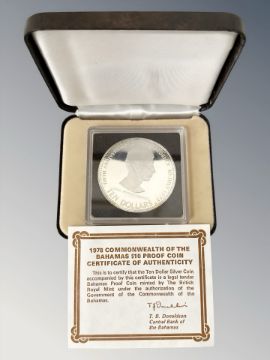 TEN DOLLARS
1978 COMMONWEALTH OF THE
BAHAMAS $10 PROOF COIN
CERTIFICATE OF AUTHENTICITY
This is to certify that the Ten Dollar Silver Coin
accompanied by this certificate is a legal tender
Bahamas Proof Coin minted by The British
Royal Mint under the authorization of the
Government of the Commonwealth of the
Bahamas.
T. B. Donaldson
Central Bank of
the Bahamas